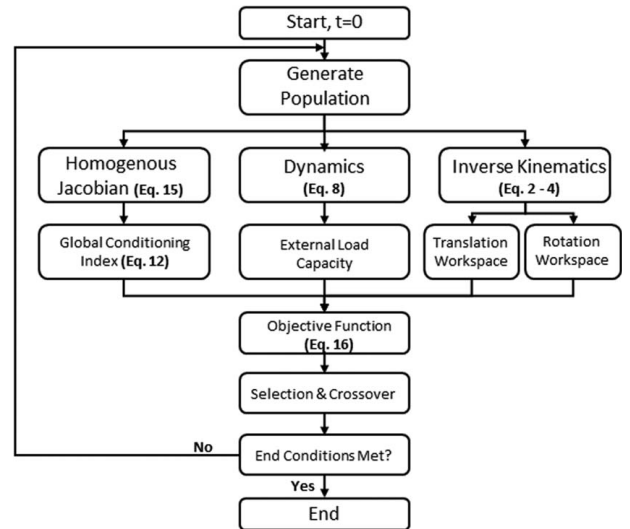 Start, t=0
Generate
Population
Homogenous
Jacobian (Eq. 15)
Dynamics
(Eq. 8)
Inverse Kinematics
(Eq. 2 - 4)
Global Conditioning
Index (Eq. 12)
External Load
Capacity
Translation
Workspace
Rotation
Workspace
Objective Function
(Eq. 16)
Selection & Crossover
End Conditions Met?
No
Yes
End